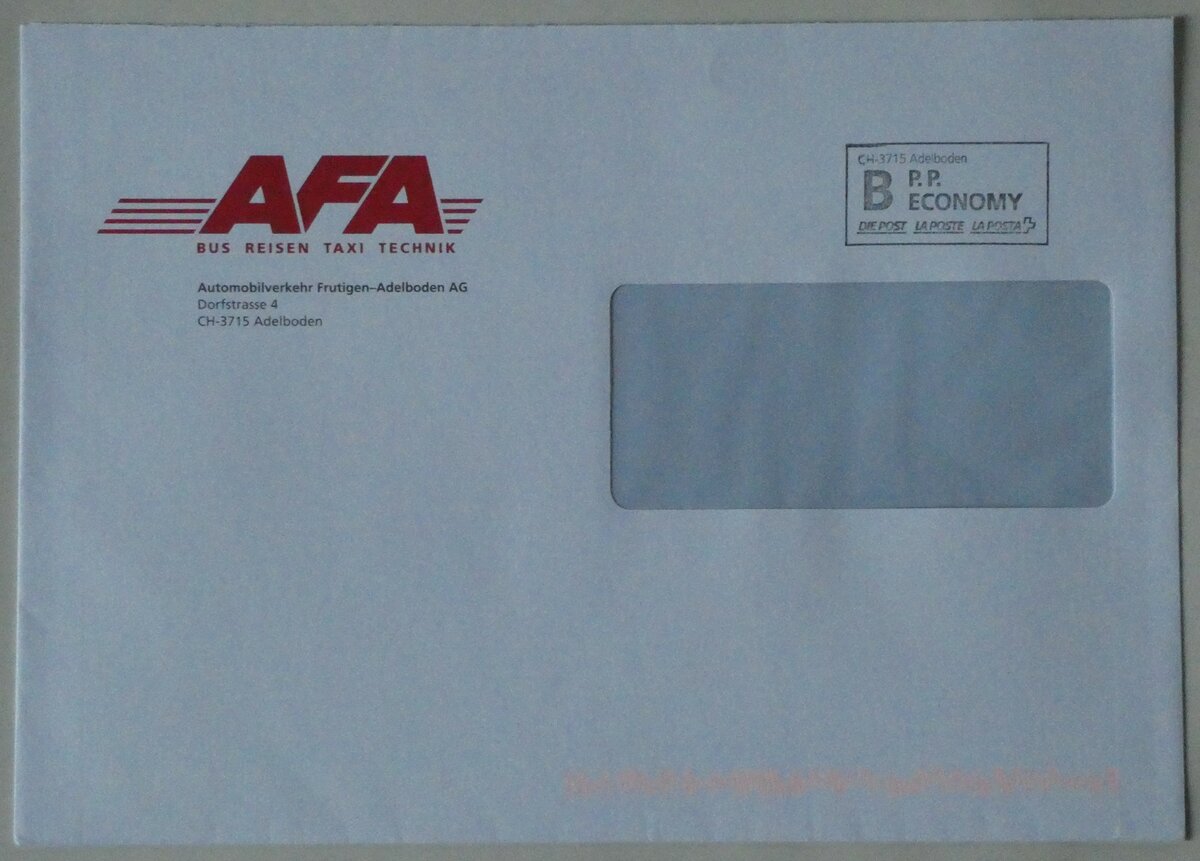 AFA
BUS REISEN TAXI TECHNIK
Automobilverkehr Frutigen–Adelboden AG
Dorfstrasse 4
CH-3715 Adelboden
CH-3715 Adelboden
B P.P.
ECONOMY
DIE POST LA POSTE LA POSTA